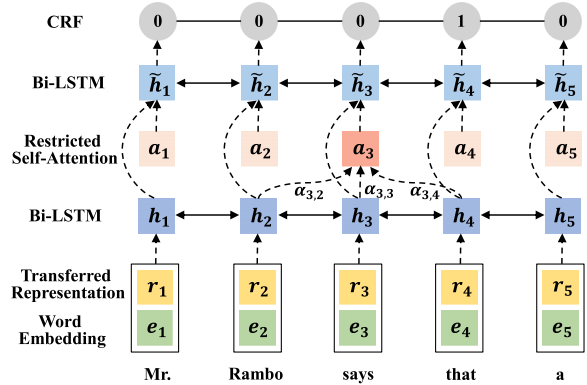 CRF 0 0 0 1 0
Bi-LSTM h̃1 h̃2 h̃3 h̃4 h̃5
Restricted
Self-Attention a1 a2 a3 a4 a5
α3,2 α3,3 α3,4
Bi-LSTM h1 h2 h3 h4 h5
Transferred
Representation r1 r2 r3 r4 r5
Word
Embedding e1 e2 e3 e4 e5
Mr. Rambo says that a